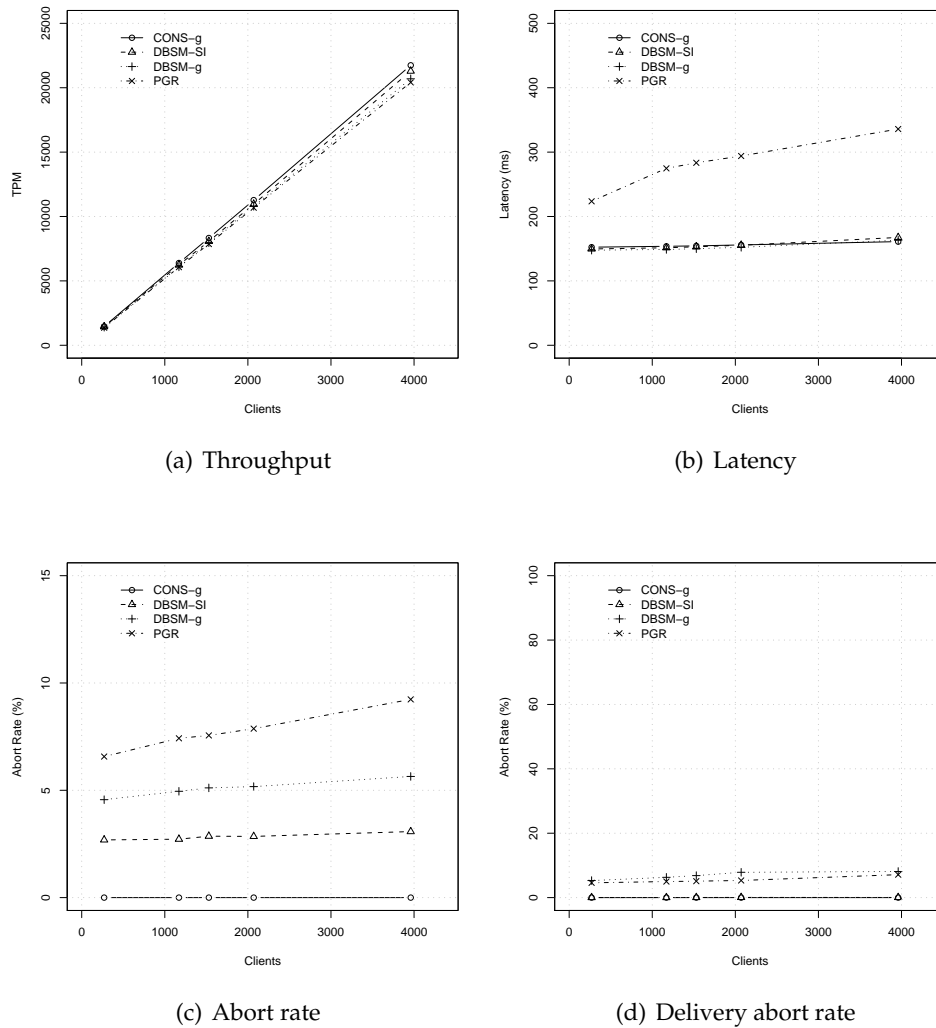 CONS-g
DBSM-SI
DBSM-g
PGR
0 5000 10000 15000 20000 25000
TPM
0 1000 2000 3000 4000
Clients
(a) Throughput
CONS-g
DBSM-SI
DBSM-g
PGR
0 100 200 300 400 500
Latency (ms)
0 1000 2000 3000 4000
Clients
(b) Latency
CONS-g
DBSM-SI
DBSM-g
PGR
0 5 10 15
Abort Rate (%)
0 1000 2000 3000 4000
Clients
(c) Abort rate
CONS-g
DBSM-SI
DBSM-g
PGR
0 20 40 60 80 100
Abort Rate (%)
0 1000 2000 3000 4000
Clients
(d) Delivery abort rate